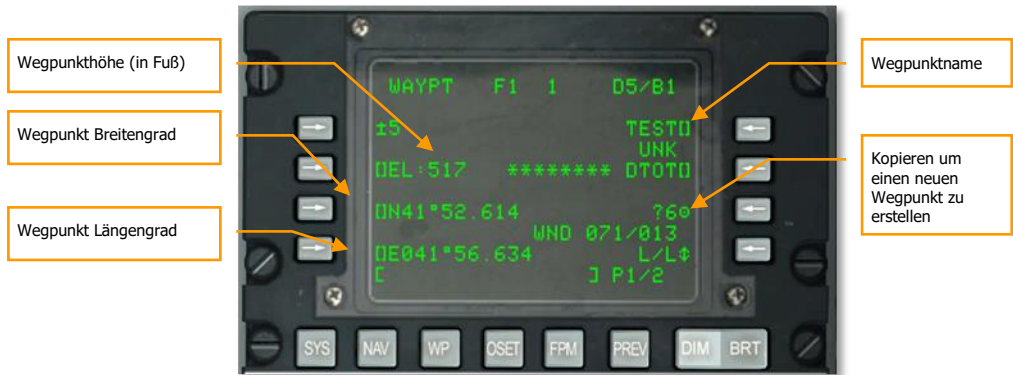 Wegpunkthöhe (in Fuß)
Wegpunkt Breitengrad
Wegpunkt Längengrad
WAYPT F1 1 D5/B1
±5 TEST[]
UNK
[]EL:517 ******** DTOT[]
[]N41°52.614 ?6⊙
WND 071/013
[]E041°56.634 L/L↕
[ ] P1/2
SYS NAV WP OSET FPM PREV DIM BRT
Wegpunktname
Kopieren um
einen neuen
Wegpunkt zu
erstellen